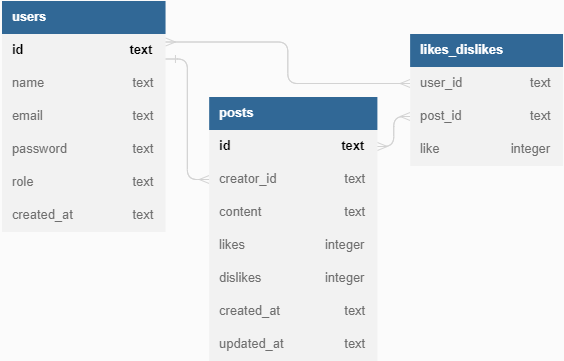 users
id text
name text
email text
password text
role text
created_at text
posts
id text
creator_id text
content text
likes integer
dislikes integer
created_at text
updated_at text
likes_dislikes
user_id text
post_id text
like integer